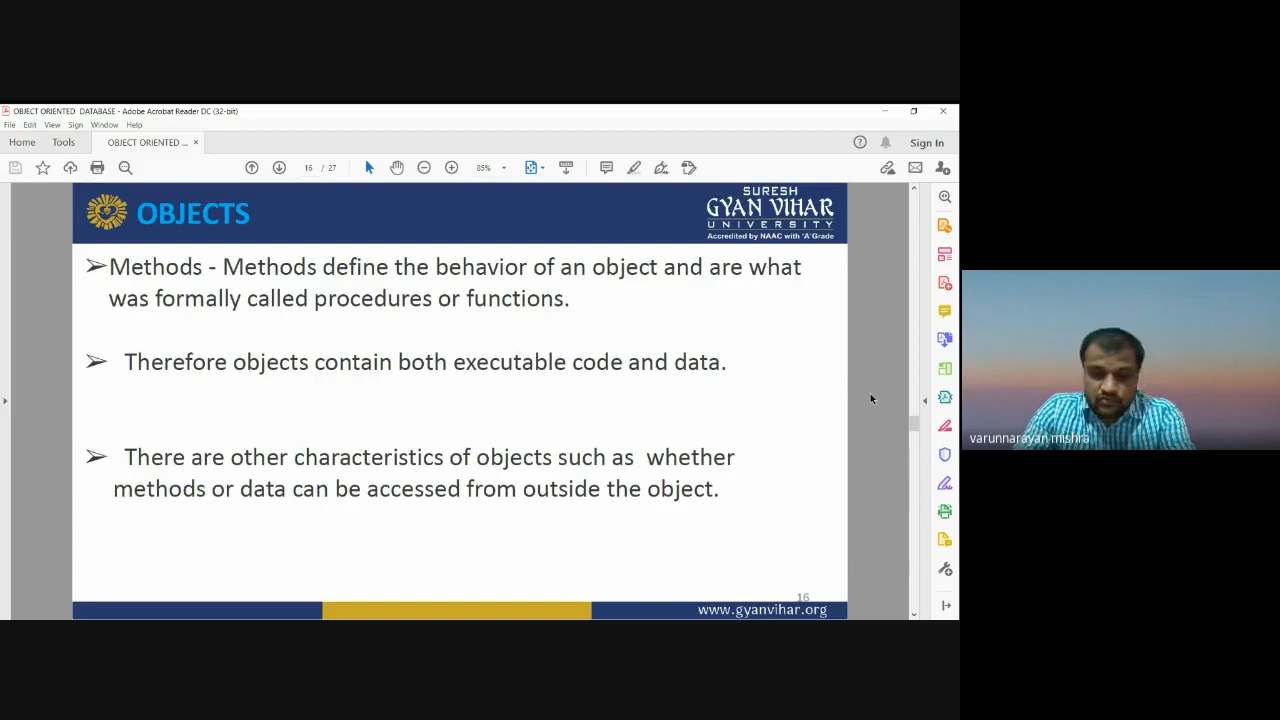 OBJECT ORIENTED DATABASE - Adobe Acrobat Reader DC (32-bit)
File Edit View Sign Window Help
Home Tools OBJECT ORIENTED ... × Sign In
16 / 27 85%
OBJECTS
SURESH
GYAN VIHAR
UNIVERSITY
Accredited by NAAC with 'A' Grade
➢Methods - Methods define the behavior of an object and are what
was formally called procedures or functions.
➢ Therefore objects contain both executable code and data.
➢ There are other characteristics of objects such as whether
methods or data can be accessed from outside the object.
varunnarayan mishra
16
www.gyanvihar.org